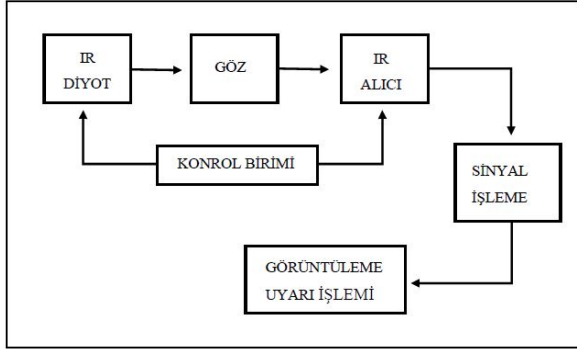 IR
DİYOT
GÖZ
IR
ALICI
KONROL BİRİMİ
SİNYAL
İŞLEME
GÖRÜNTÜLEME
UYARI İŞLEMİ